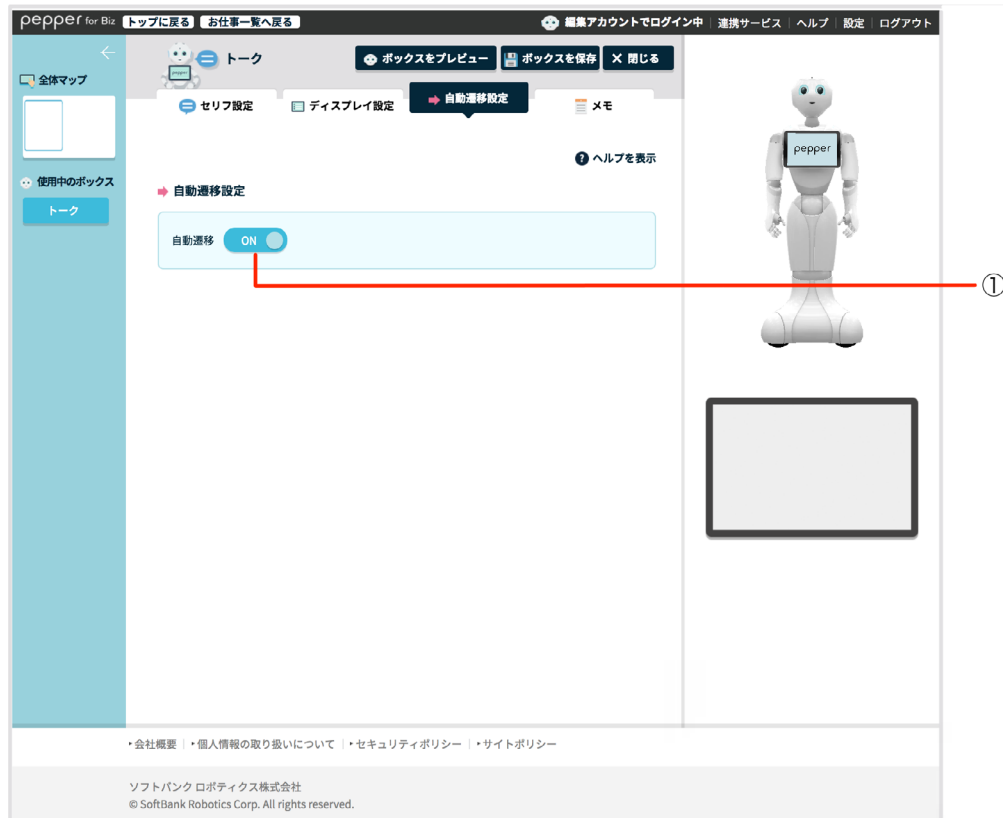 pepper for Biz トップに戻る お仕事一覧へ戻る 編集アカウントでログイン中 連携サービス ヘルプ 設定 ログアウト
全体マップ
使用中のボックス
トーク
pepper トーク ボックスをプレビュー ボックスを保存 × 閉じる
セリフ設定 ディスプレイ設定 自動遷移設定 メモ
? ヘルプを表示
自動遷移設定
自動遷移 ON
pepper
①
会社概要 個人情報の取り扱いについて セキュリティポリシー サイトポリシー
ソフトバンク ロボティクス株式会社
© SoftBank Robotics Corp. All rights reserved.